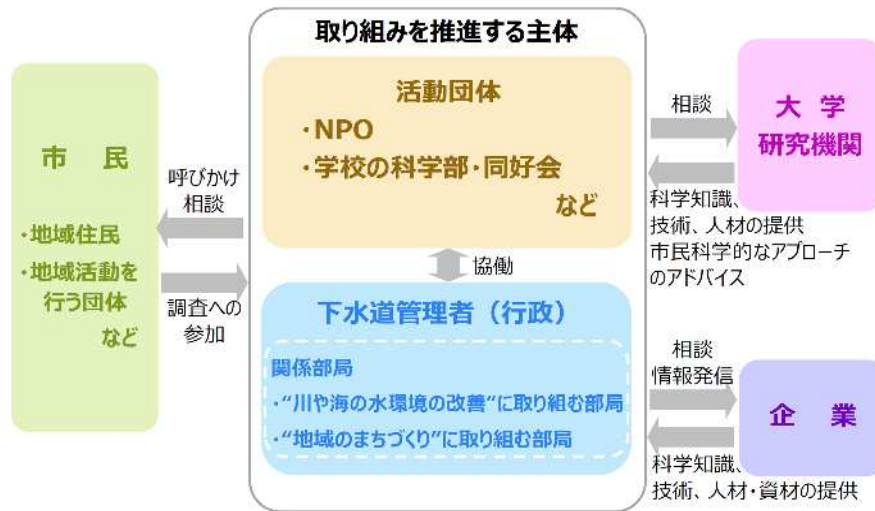 取り組みを推進する主体
活動団体
・NPO
・学校の科学部・同好会
など
市 民
・地域住民
・地域活動を
行う団体
など
呼びかけ
相談
調査への
参加
協働
下水道管理者（行政）
関係部局
・“川や海の水環境の改善“に取り組む部局
・“地域のまちづくり”に取り組む部局
相談
大 学
研究機関
科学知識、
技術、人材の提供
市民科学的なアプローチ
のアドバイス
相談
情報発信
企 業
科学知識、
技術、人材・資材の提供